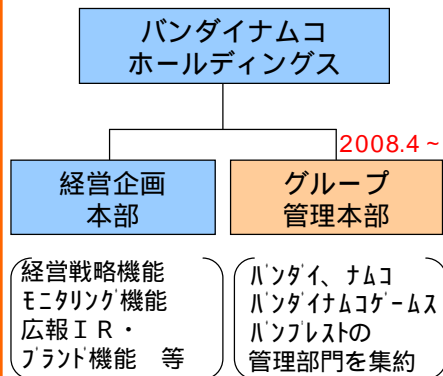 バンダイナムコ
ホールディングス
2008.4～
経営企画
本部
グループ
管理本部
経営戦略機能
ﾓﾆﾀﾘﾝｸﾞ機能
広報ＩＲ・
ﾌﾞﾗﾝﾄﾞ機能　等
ﾊﾞﾝﾀﾞｲ、ﾅﾑｺ
ﾊﾞﾝﾀﾞｲﾅﾑｺｹﾞｰﾑｽ
ﾊﾞﾝﾌﾟﾚｽﾄの
管理部門を集約